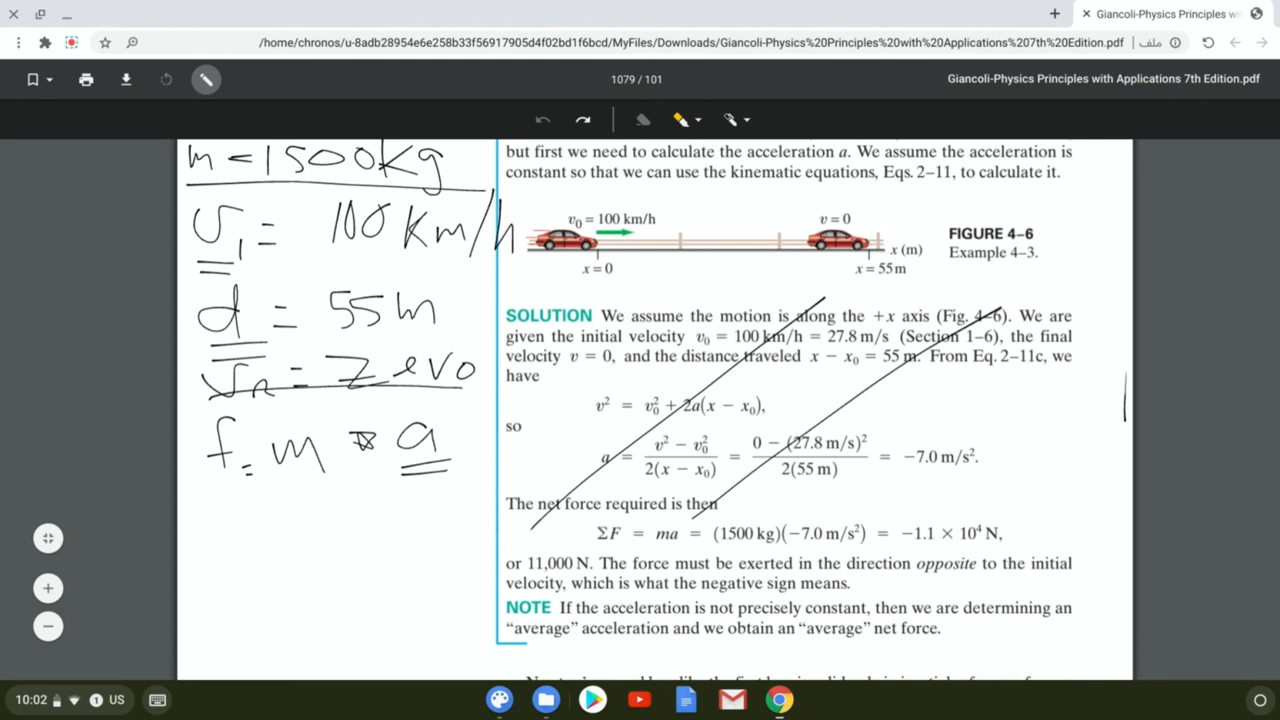 Giancoli-Physics Principles wi
/home/chronos/u-8adb28954e6e258b33f56917905d4f02bd1f6bcd/MyFiles/Downloads/Giancoli-Physics%20Principles%20with%20Applications%207th%20Edition.pdf | ملف
1079 / 101
Giancoli-Physics Principles with Applications 7th Edition.pdf
m = 1500kg
v₁ = 100 km/h
d = 55m
= zero
f = m * a
but first we need to calculate the acceleration a. We assume the acceleration is
constant so that we can use the kinematic equations, Eqs. 2–11, to calculate it.
v₀ = 100 km/h
v = 0
x (m)
x = 0
x = 55 m
FIGURE 4–6
Example 4–3.
SOLUTION We assume the motion is along the +x axis (Fig. 4–6). We are
given the initial velocity v₀ = 100 km/h = 27.8 m/s (Section 1–6), the final
velocity v = 0, and the distance traveled x − x₀ = 55 m. From Eq. 2–11c, we
have
v² = v₀² + 2a(x − x₀),
so
a = (v² − v₀²) / 2(x − x₀) = (0 − (27.8 m/s)²) / 2(55 m) = −7.0 m/s².
The net force required is then
ΣF = ma = (1500 kg)(−7.0 m/s²) = −1.1 × 10⁴ N,
or 11,000 N. The force must be exerted in the direction opposite to the initial
velocity, which is what the negative sign means.
NOTE If the acceleration is not precisely constant, then we are determining an
“average” acceleration and we obtain an “average” net force.
10:02
1
US